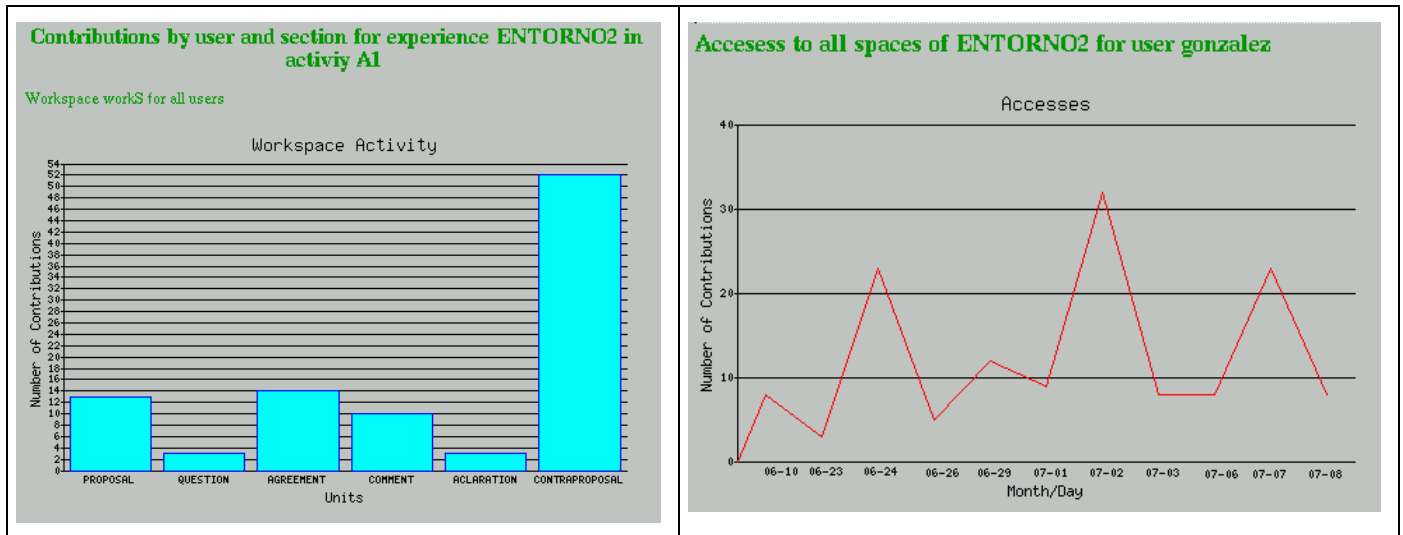 Contributions by user and section for experience ENTORNO2 in
activiy A1
Workspace workS for all users
Workspace Activity
54
52
50
48
46
44
42
40
38
36
34
32
30
28
26
24
22
20
18
16
14
12
10
8
6
4
2
0
Number of Contributions
PROPOSAL QUESTION AGREEMENT COMMENT ACLARATION CONTRAPROPOSAL
Units
Accesess to all spaces of ENTORNO2 for user gonzalez
Accesses
40
30
20
10
0
Number of Contributions
06-10 06-23 06-24 06-26 06-29 07-01 07-02 07-03 07-06 07-07 07-08
Month/Day